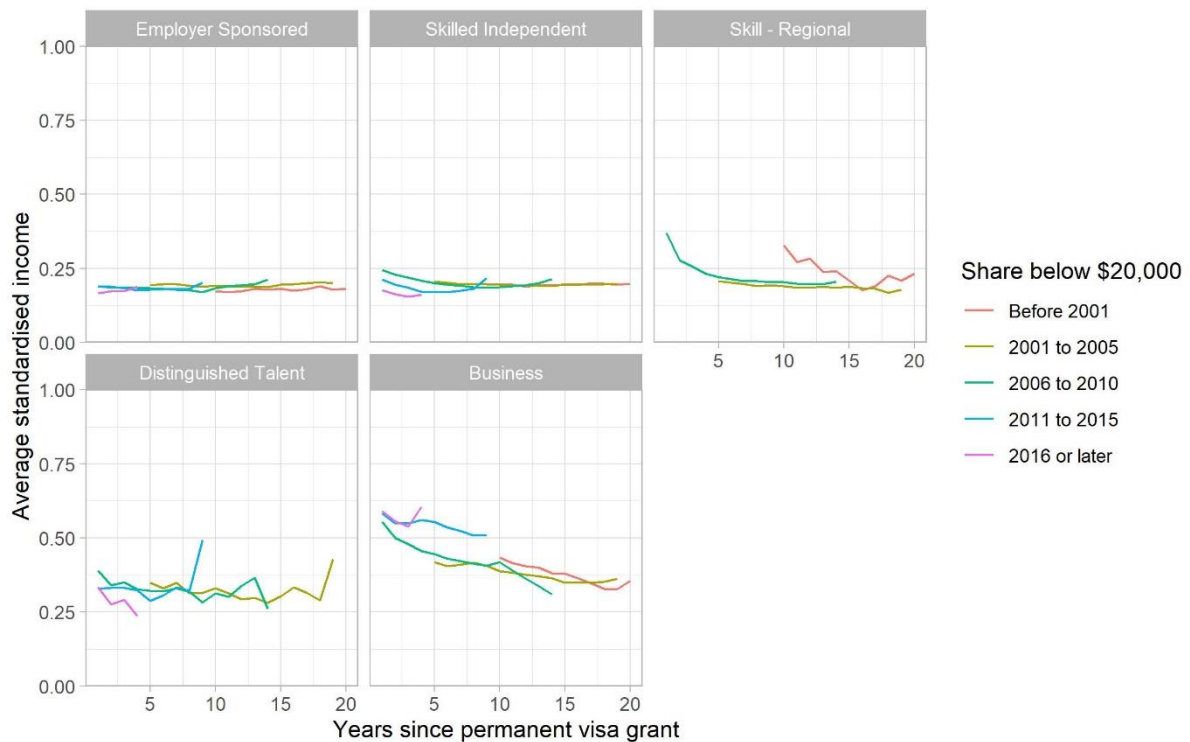 Employer Sponsored
Skilled Independent
Skill - Regional
1.00
0.75
0.50
0.25
0.00
5
10
15
20
Distinguished Talent
Business
1.00
0.75
0.50
0.25
0.00
5
10
15
20
5
10
15
20
Average standardised income
Years since permanent visa grant
Share below $20,000
Before 2001
2001 to 2005
2006 to 2010
2011 to 2015
2016 or later